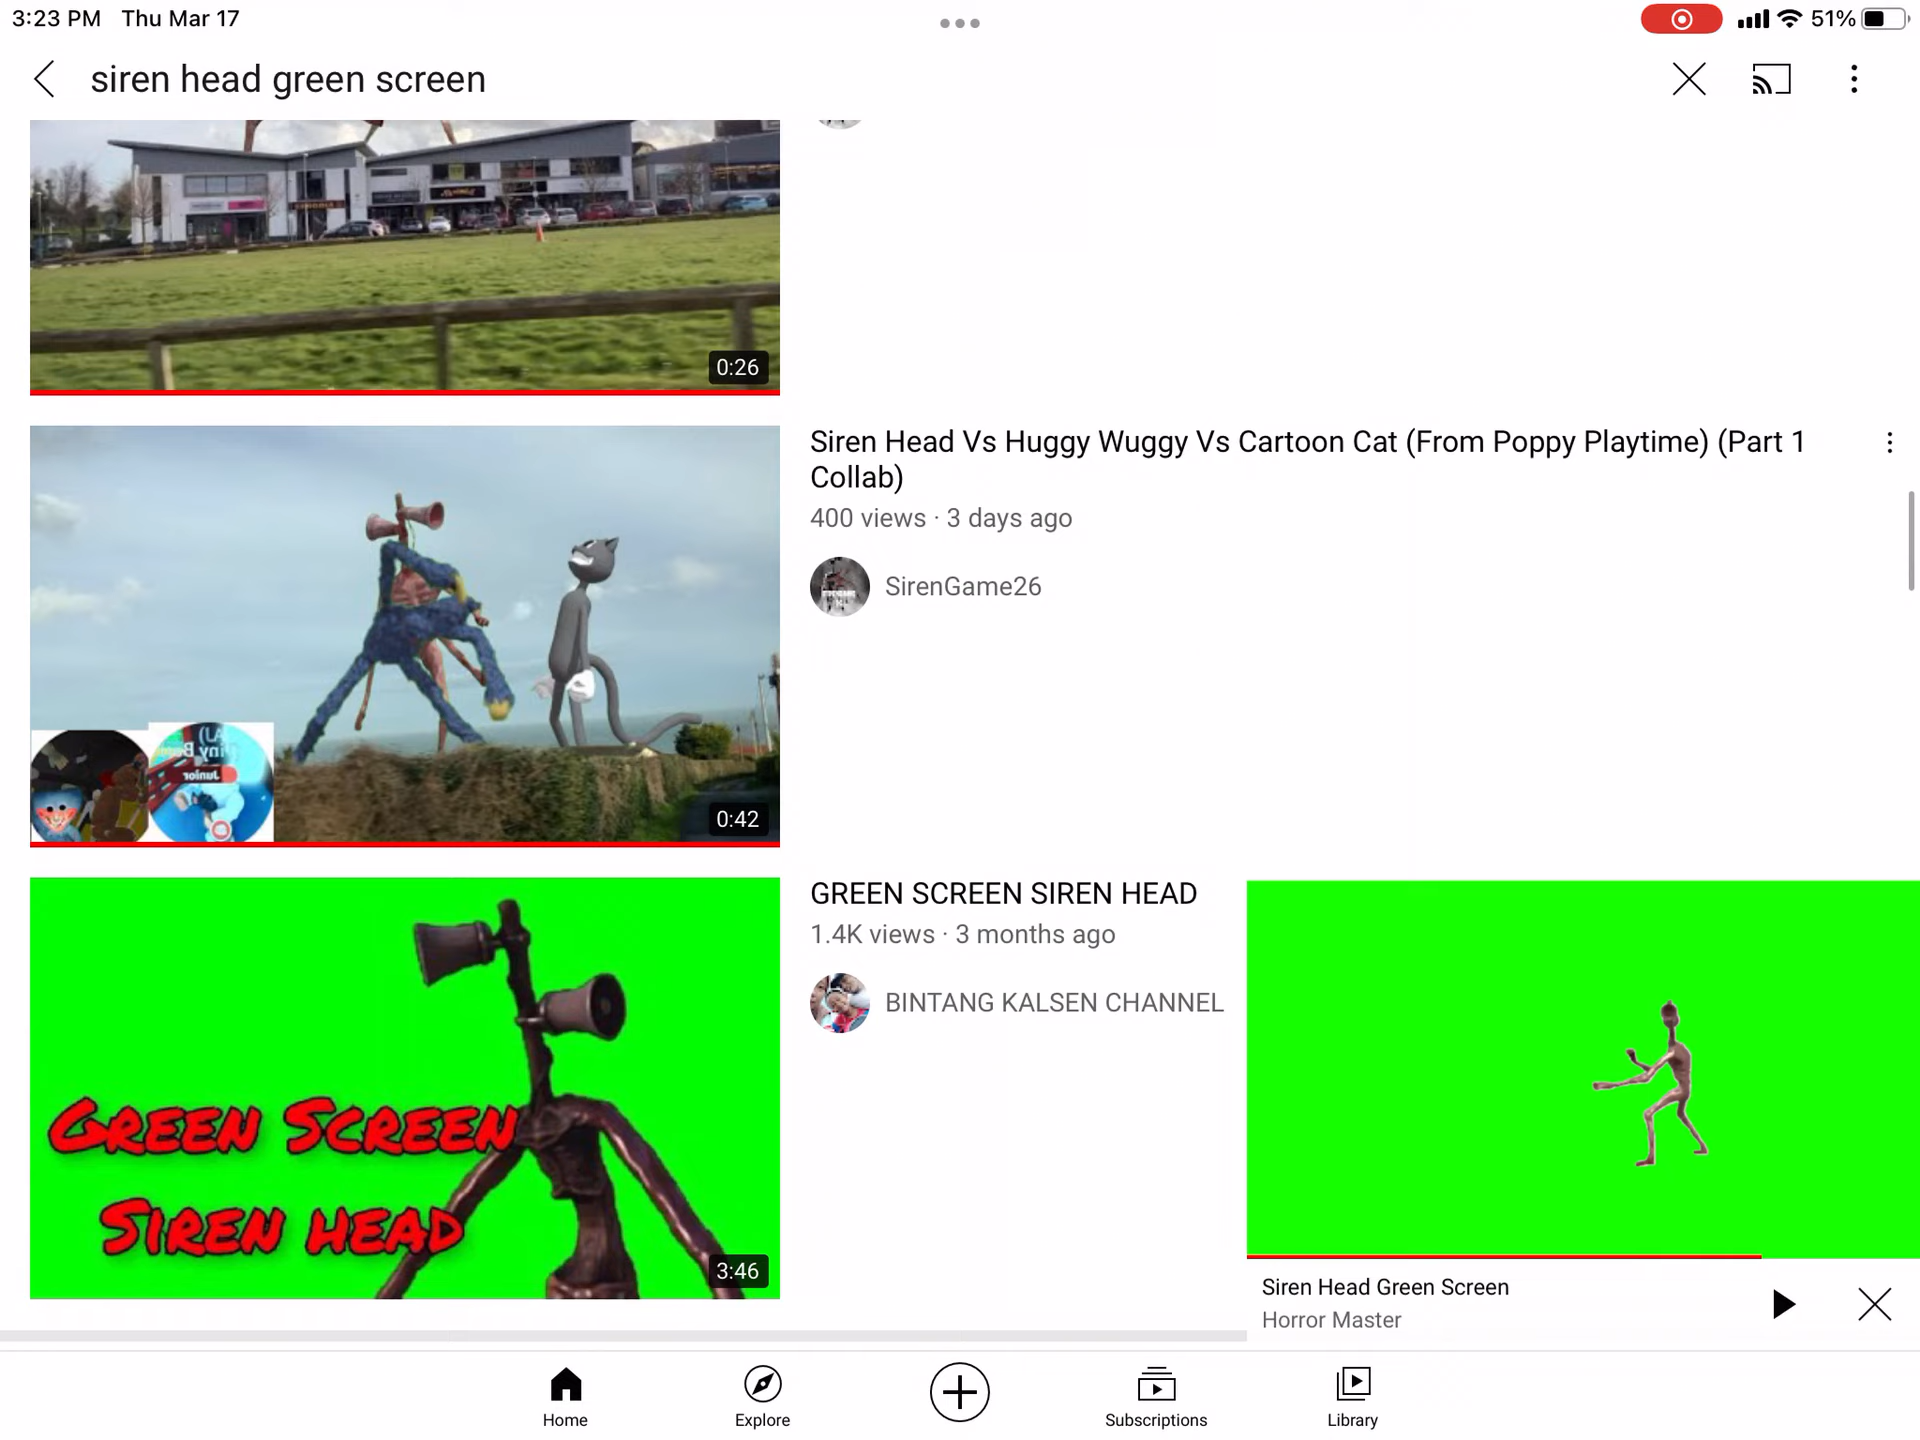 3:23 PM Thu Mar 17
51%
siren head green screen
0:26
Siren Head Vs Huggy Wuggy Vs Cartoon Cat (From Poppy Playtime) (Part 1
Collab)
400 views · 3 days ago
SirenGame26
0:42
GREEN SCREEN SIREN HEAD
1.4K views · 3 months ago
BINTANG KALSEN CHANNEL
GREEN SCREEN
SIREN HEAD
3:46
Siren Head Green Screen
Horror Master
Home
Explore
Subscriptions
Library